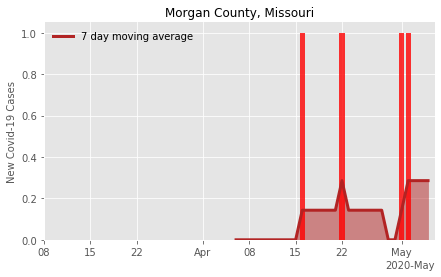 Morgan County, Missouri
7 day moving average
New Covid-19 Cases
1.0
0.8
0.6
0.4
0.2
0.0
08 15 22 Apr 08 15 22 May
2020-May